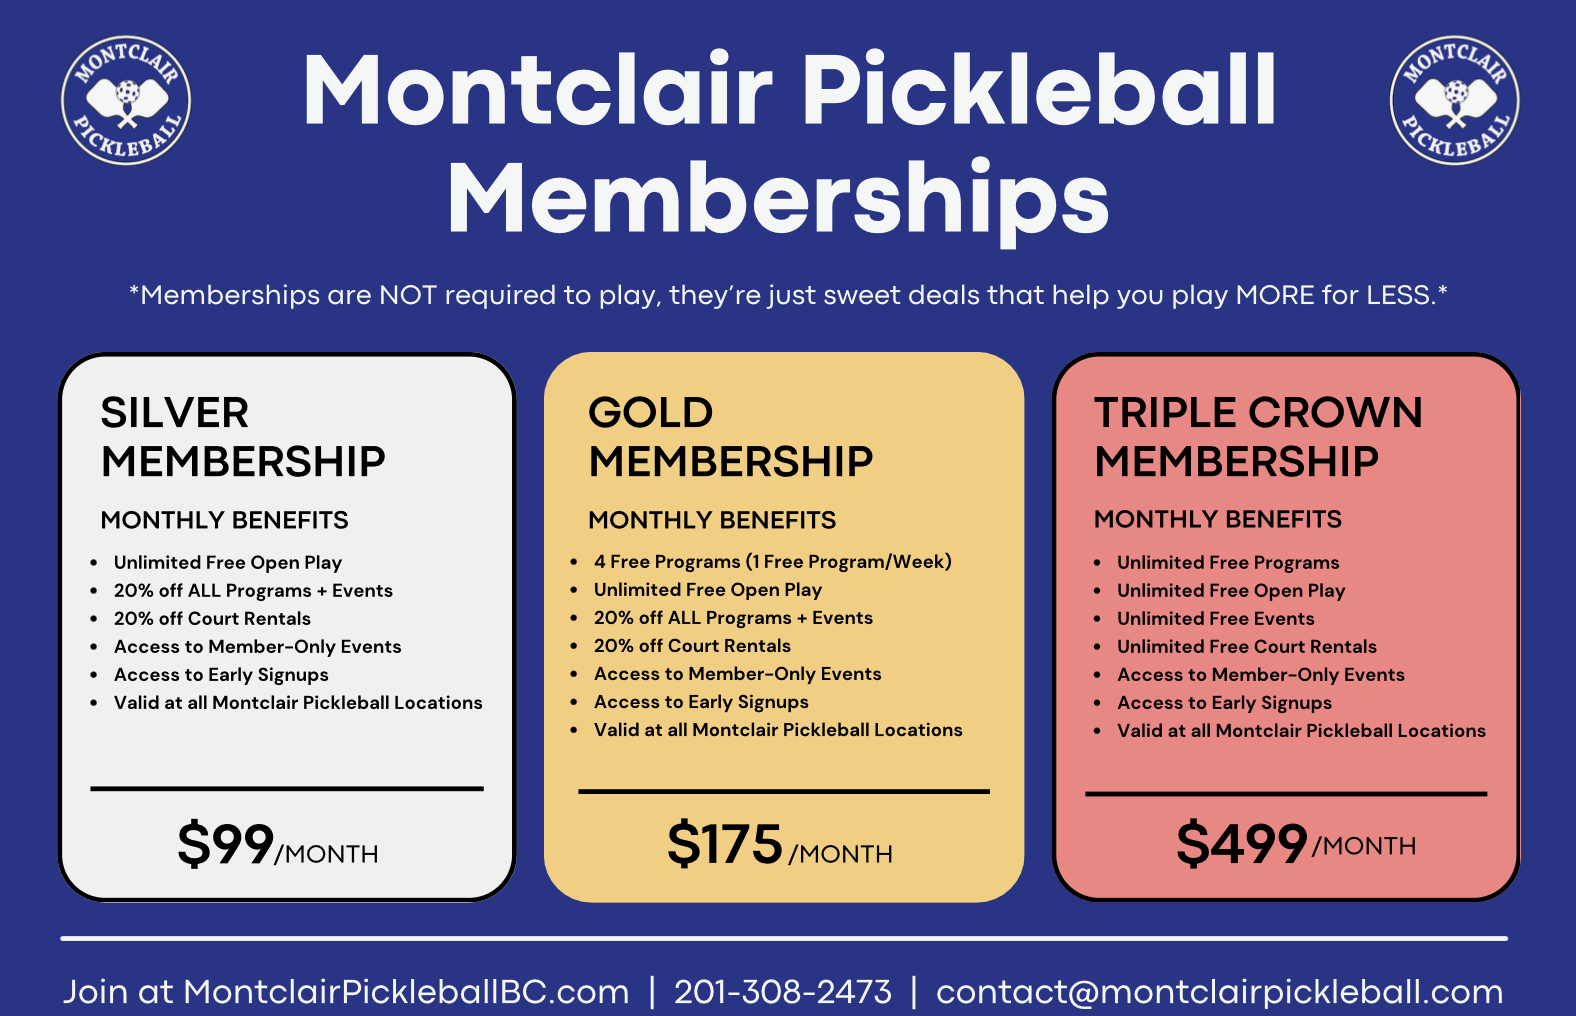 MONTCLAIR
PICKLEBALL
Montclair Pickleball
Memberships
MONTCLAIR
PICKLEBALL
*Memberships are NOT required to play, they’re just sweet deals that help you play MORE for LESS.*
SILVER
MEMBERSHIP
MONTHLY BENEFITS
• Unlimited Free Open Play
• 20% off ALL Programs + Events
• 20% off Court Rentals
• Access to Member-Only Events
• Access to Early Signups
• Valid at all Montclair Pickleball Locations
$99/MONTH
GOLD
MEMBERSHIP
MONTHLY BENEFITS
• 4 Free Programs (1 Free Program/Week)
• Unlimited Free Open Play
• 20% off ALL Programs + Events
• 20% off Court Rentals
• Access to Member-Only Events
• Access to Early Signups
• Valid at all Montclair Pickleball Locations
$175 /MONTH
TRIPLE CROWN
MEMBERSHIP
MONTHLY BENEFITS
• Unlimited Free Programs
• Unlimited Free Open Play
• Unlimited Free Events
• Unlimited Free Court Rentals
• Access to Member-Only Events
• Access to Early Signups
• Valid at all Montclair Pickleball Locations
$499 /MONTH
Join at MontclairPickleballBC.com | 201-308-2473 | contact@montclairpickleball.com